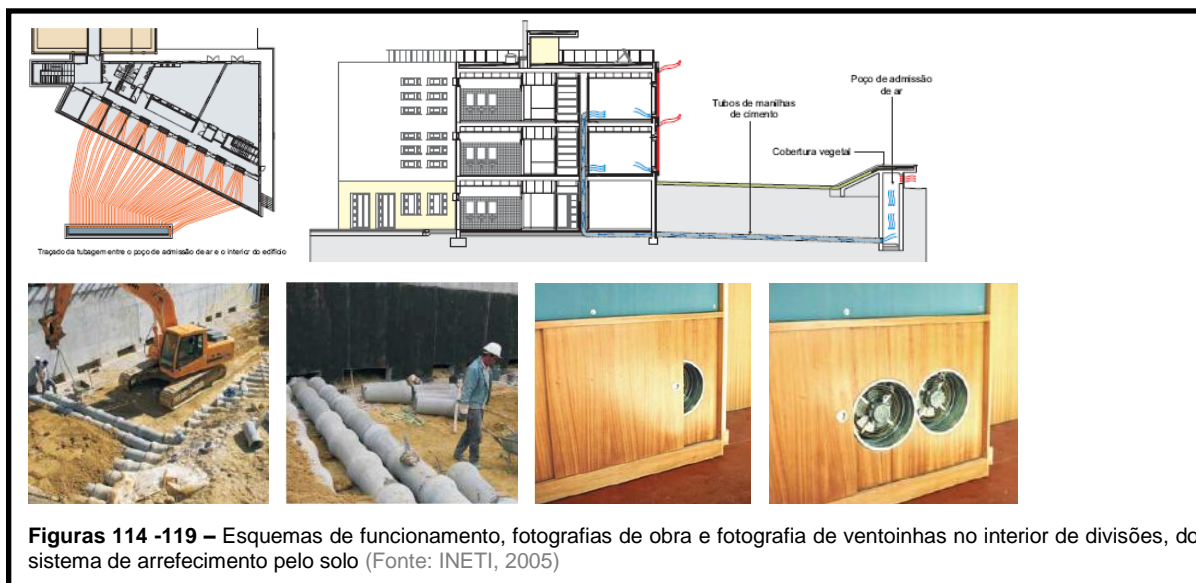 Poço de admissão
de ar
Tubos de manilhas
de cimento
Cobertura vegetal
Traçado da tubagem entre o poço de admissão de ar e o interior do edifício
Figuras 114 -119 – Esquemas de funcionamento, fotografias de obra e fotografia de ventoinhas no interior de divisões, do
sistema de arrefecimento pelo solo (Fonte: INETI, 2005)